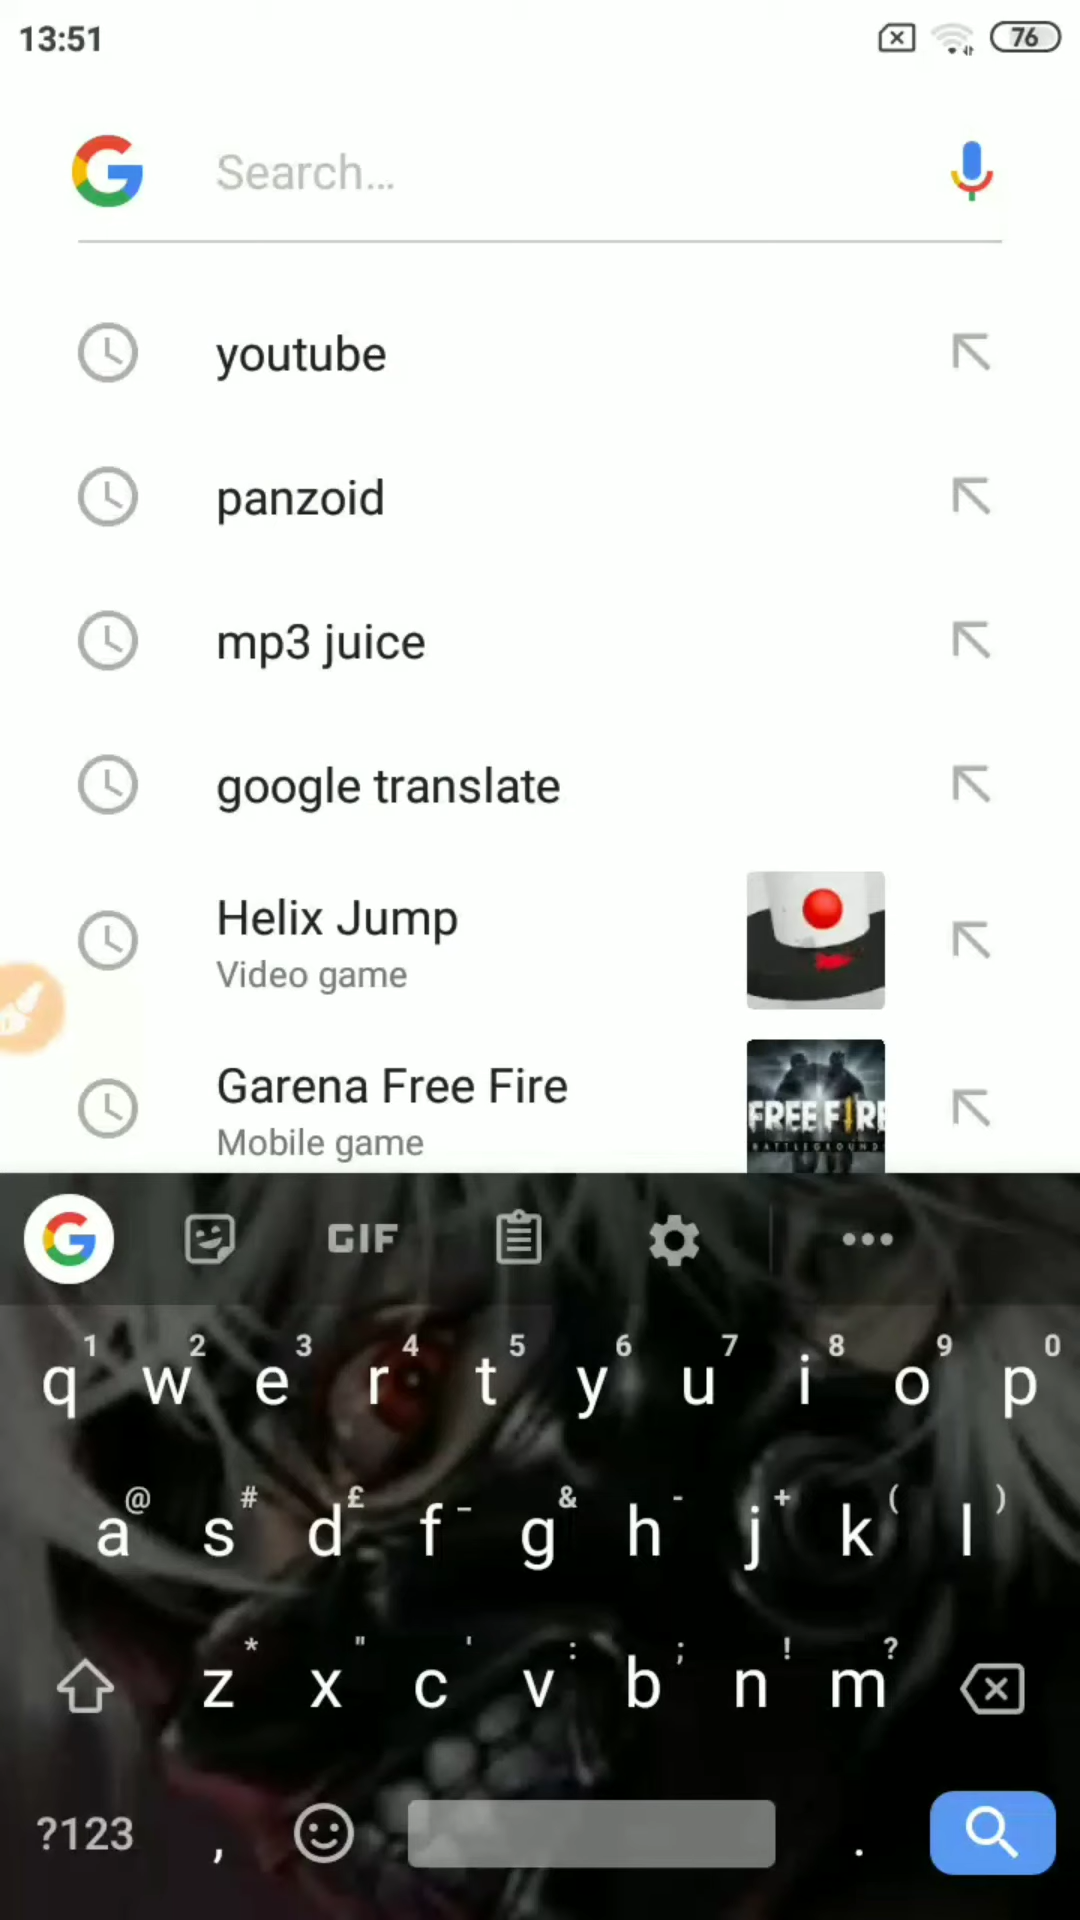 13:51
76
Search...
youtube
panzoid
mp3 juice
google translate
Helix Jump
Video game
Garena Free Fire
Mobile game
FREE FIRE
BATTLEGROUNDS
GIF
1 2 3 4 5 6 7 8 9 0
q w e r t y u i o p
@ # £ _ & - + ( )
a s d f g h j k l
* " ' : ; ! ?
z x c v b n m
?123 , .